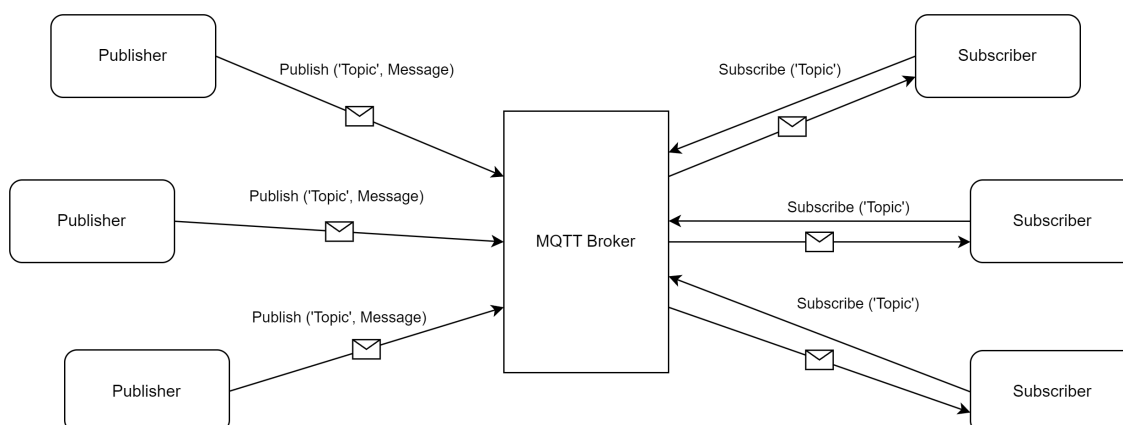 Publisher
Publish ('Topic', Message)
Subscribe ('Topic')
Subscriber
Publisher
Publish ('Topic', Message)
MQTT Broker
Subscribe ('Topic')
Subscriber
Publisher
Publish ('Topic', Message)
Subscribe ('Topic')
Subscriber